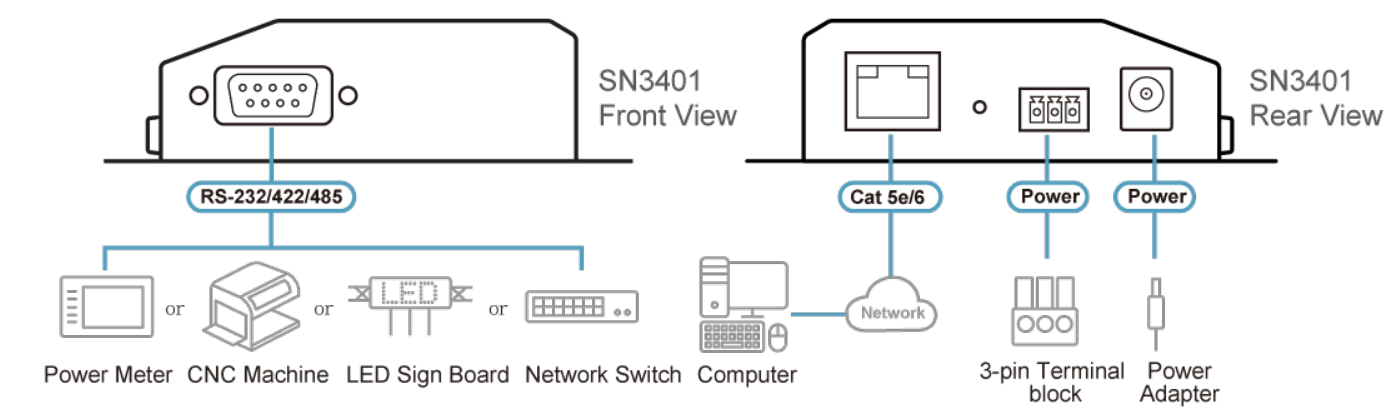 SN3401
Front View
SN3401
Rear View
RS-232/422/485
Cat 5e/6
Power
Power
or
or
LED
or
Network
Power Meter
CNC Machine
LED Sign Board
Network Switch
Computer
3-pin Terminal
block
Power
Adapter